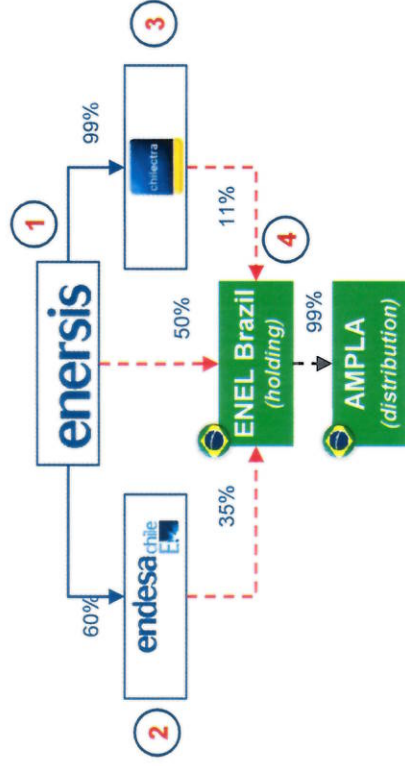 1
enersis
60%
99%
2
endesa chile
E.
50%
chilectra
3
35%
11%
4
ENEL Brazil
(holding)
99%
AMPLA
(distribution)